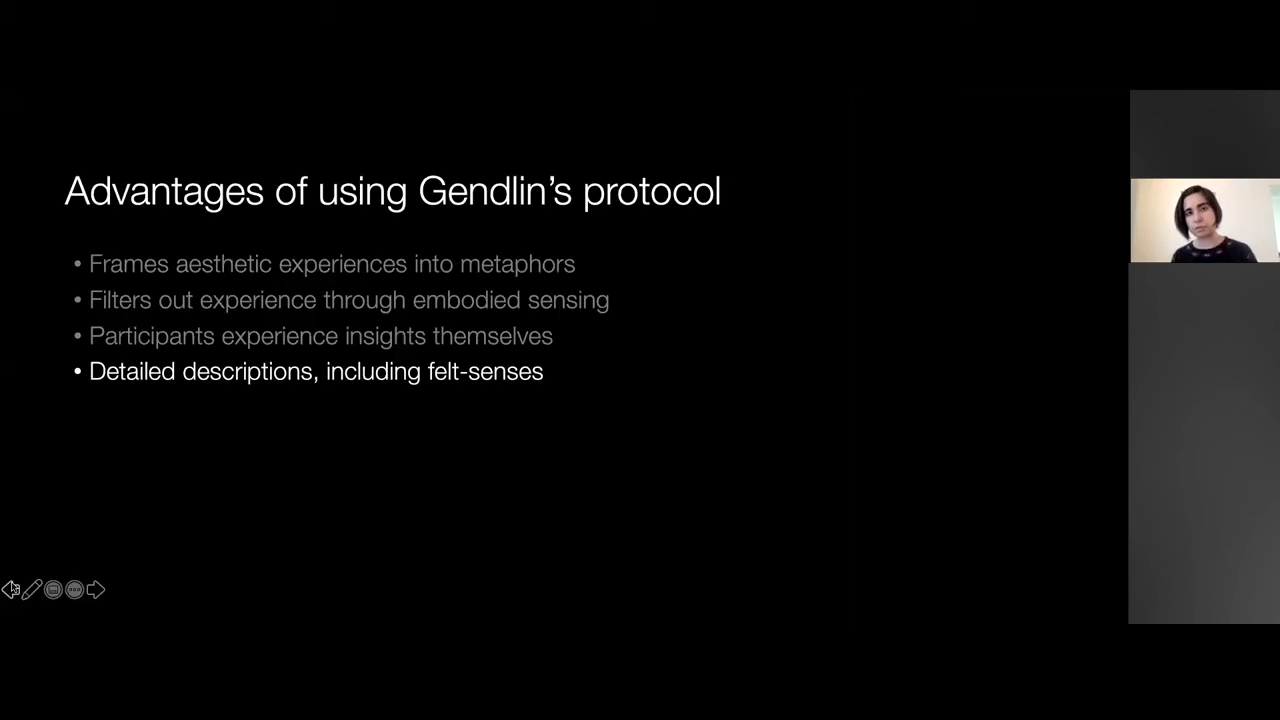 Advantages of using Gendlin’s protocol
• Frames aesthetic experiences into metaphors
• Filters out experience through embodied sensing
• Participants experience insights themselves
• Detailed descriptions, including felt-senses